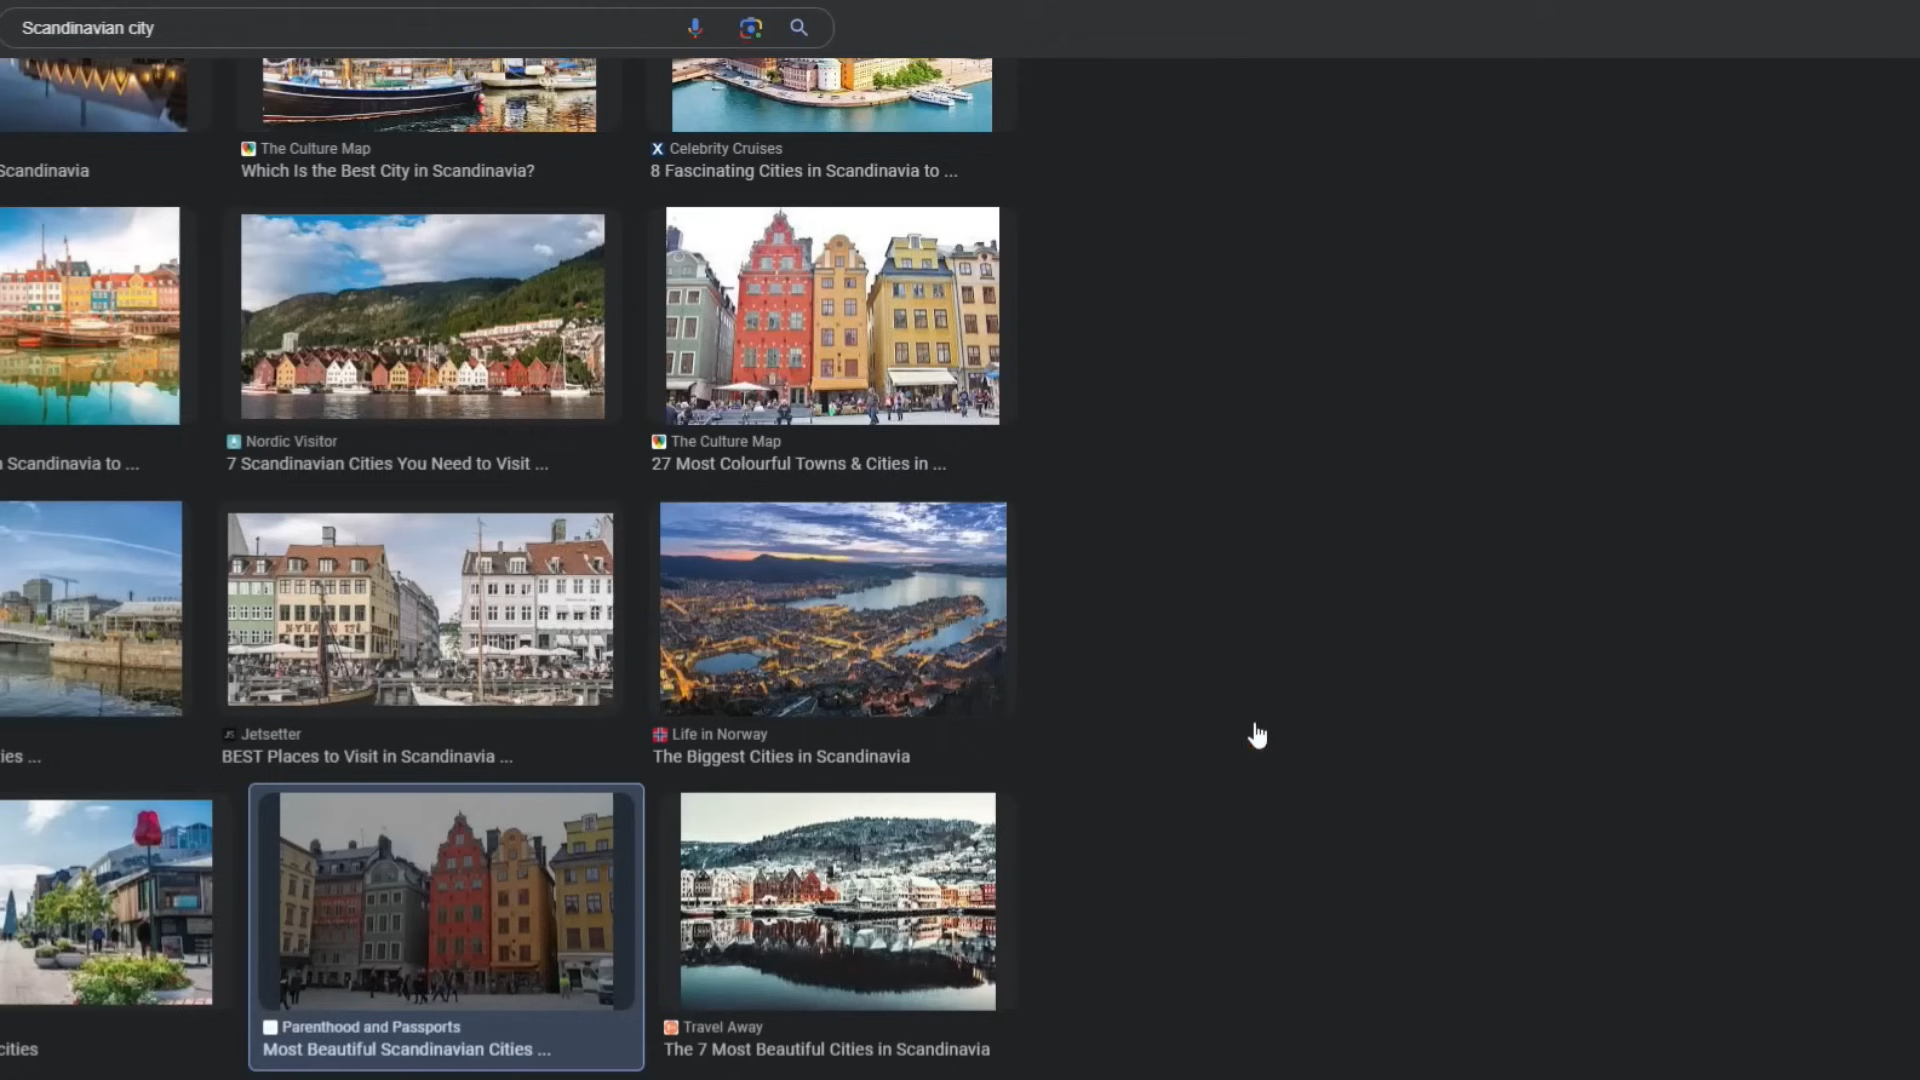 Scandinavian city
The Culture Map
Celebrity Cruises
Scandinavia
Which Is the Best City in Scandinavia?
8 Fascinating Cities in Scandinavia to ...
Nordic Visitor
The Culture Map
Scandinavia to ...
7 Scandinavian Cities You Need to Visit ...
27 Most Colourful Towns & Cities in ...
NYHAVN 17
Jetsetter
Life in Norway
ies ...
BEST Places to Visit in Scandinavia ...
The Biggest Cities in Scandinavia
Parenthood and Passports
Travel Away
cities
Most Beautiful Scandinavian Cities ...
The 7 Most Beautiful Cities in Scandinavia